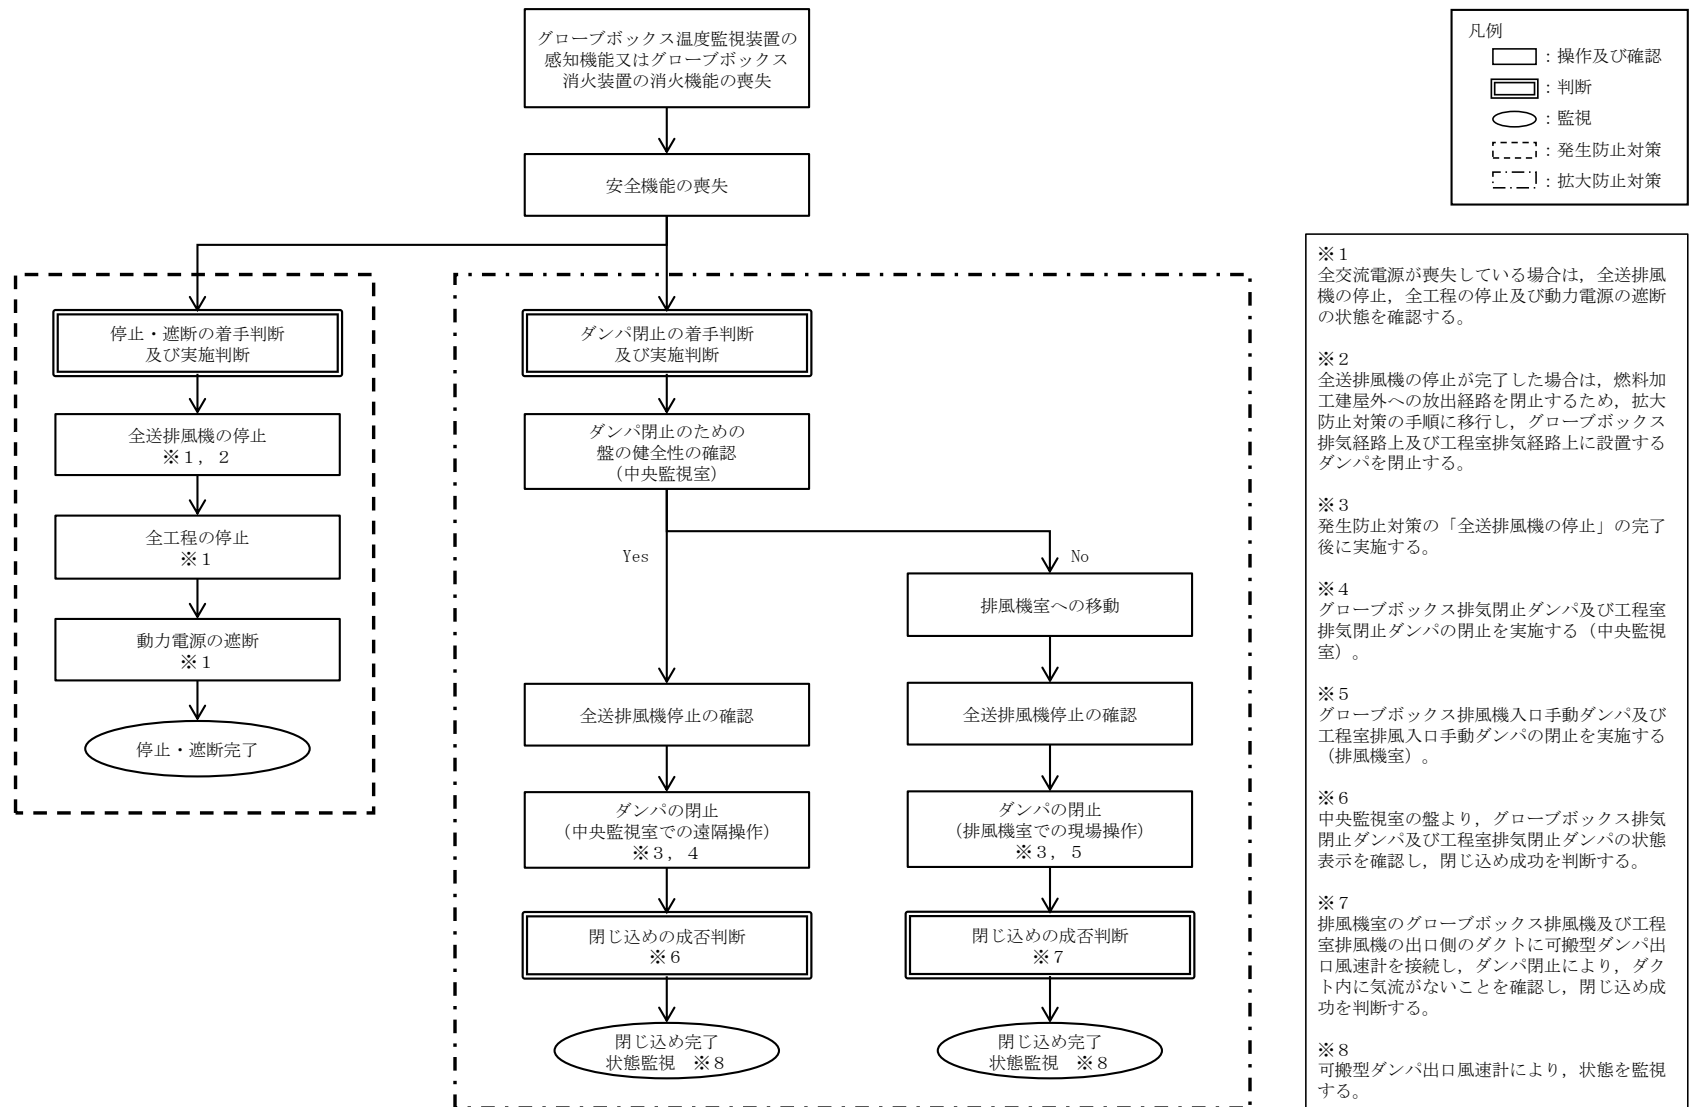 グローブボックス温度監視装置の
感知機能又はグローブボックス
消火装置の消火機能の喪失
安全機能の喪失
停止・遮断の着手判断
及び実施判断
全送排風機の停止
※１，２
全工程の停止
※１
動力電源の遮断
※１
停止・遮断完了
ダンパ閉止の着手判断
及び実施判断
ダンパ閉止のための
盤の健全性の確認
（中央監視室）
Yes
No
全送排風機停止の確認
ダンパの閉止
（中央監視室での遠隔操作）
※３，４
閉じ込めの成否判断
※６
閉じ込め完了
状態監視　※８
排風機室への移動
全送排風機停止の確認
ダンパの閉止
（排風機室での現場操作）
※３，５
閉じ込めの成否判断
※７
閉じ込め完了
状態監視　※８
凡例
：操作及び確認
：判断
：監視
：発生防止対策
：拡大防止対策
※１
全交流電源が喪失している場合は，全送排風
機の停止，全工程の停止及び動力電源の遮断
の状態を確認する。
※２
全送排風機の停止が完了した場合は，燃料加
工建屋外への放出経路を閉止するため，拡大
防止対策の手順に移行し，グローブボックス
排気経路上及び工程室排気経路上に設置する
ダンパを閉止する。
※３
発生防止対策の「全送排風機の停止」の完了
後に実施する。
※４
グローブボックス排気閉止ダンパ及び工程室
排気閉止ダンパの閉止を実施する（中央監視
室）。
※５
グローブボックス排風機入口手動ダンパ及び
工程室排風入口手動ダンパの閉止を実施する
（排風機室）。
※６
中央監視室の盤より，グローブボックス排気
閉止ダンパ及び工程室排気閉止ダンパの状態
表示を確認し，閉じ込め成功を判断する。
※７
排風機室のグローブボックス排風機及び工程
室排風機の出口側のダクトに可搬型ダンパ出
口風速計を接続し，ダンパ閉止により，ダク
ト内に気流がないことを確認し，閉じ込め成
功を判断する。
※８
可搬型ダンパ出口風速計により，状態を監視
する。